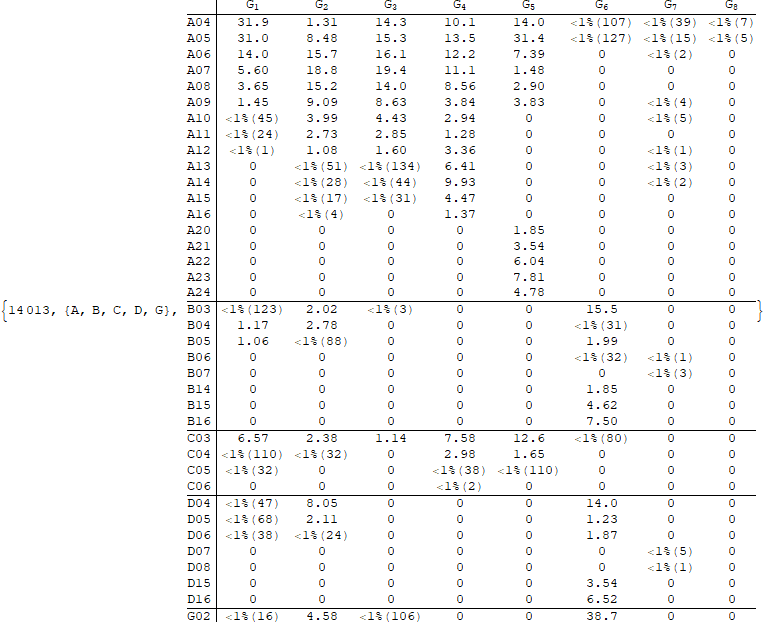 G1 G2 G3 G4 G5 G6 G7 G8
A04 31.9 1.31 14.3 10.1 14.0 <1%(107) <1%(39) <1%(7)
A05 31.0 8.48 15.3 13.5 31.4 <1%(127) <1%(15) <1%(5)
A06 14.0 15.7 16.1 12.2 7.39 0 <1%(2) 0
A07 5.60 18.8 19.4 11.1 1.48 0 0 0
A08 3.65 15.2 14.0 8.56 2.90 0 0 0
A09 1.45 9.09 8.63 3.84 3.83 0 <1%(4) 0
A10 <1%(45) 3.99 4.43 2.94 0 0 <1%(5) 0
A11 <1%(24) 2.73 2.85 1.28 0 0 0 0
A12 <1%(1) 1.08 1.60 3.36 0 0 <1%(1) 0
A13 0 <1%(51) <1%(134) 6.41 0 0 <1%(3) 0
A14 0 <1%(28) <1%(44) 9.93 0 0 <1%(2) 0
A15 0 <1%(17) <1%(31) 4.47 0 0 0 0
A16 0 <1%(4) 0 1.37 0 0 0 0
A20 0 0 0 0 1.85 0 0 0
A21 0 0 0 0 3.54 0 0 0
A22 0 0 0 0 6.04 0 0 0
A23 0 0 0 0 7.81 0 0 0
A24 0 0 0 0 4.78 0 0 0
{14013, {A, B, C, D, G}, B03 <1%(123) 2.02 <1%(3) 0 0 15.5 0 0 }
B04 1.17 2.78 0 0 0 <1%(31) 0 0
B05 1.06 <1%(88) 0 0 0 1.99 0 0
B06 0 0 0 0 0 <1%(32) <1%(1) 0
B07 0 0 0 0 0 0 <1%(3) 0
B14 0 0 0 0 0 1.85 0 0
B15 0 0 0 0 0 4.62 0 0
B16 0 0 0 0 0 7.50 0 0
C03 6.57 2.38 1.14 7.58 12.6 <1%(80) 0 0
C04 <1%(110) <1%(32) 0 2.98 1.65 0 0 0
C05 <1%(32) 0 0 <1%(38) <1%(110) 0 0 0
C06 0 0 0 <1%(2) 0 0 0 0
D04 <1%(47) 8.05 0 0 0 14.0 0 0
D05 <1%(68) 2.11 0 0 0 1.23 0 0
D06 <1%(38) <1%(24) 0 0 0 1.87 0 0
D07 0 0 0 0 0 0 <1%(5) 0
D08 0 0 0 0 0 0 <1%(1) 0
D15 0 0 0 0 0 3.54 0 0
D16 0 0 0 0 0 6.52 0 0
G02 <1%(16) 4.58 <1%(106) 0 0 38.7 0 0